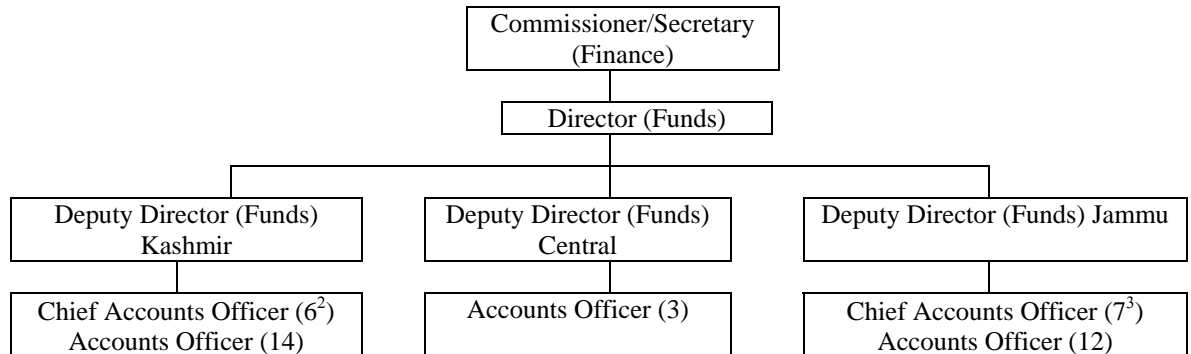 Commissioner/Secretary
(Finance)
Director (Funds)
Deputy Director (Funds)
Kashmir
Deputy Director (Funds)
Central
Deputy Director (Funds) Jammu
Chief Accounts Officer (6²)
Accounts Officer (14)
Accounts Officer (3)
Chief Accounts Officer (7³)
Accounts Officer (12)